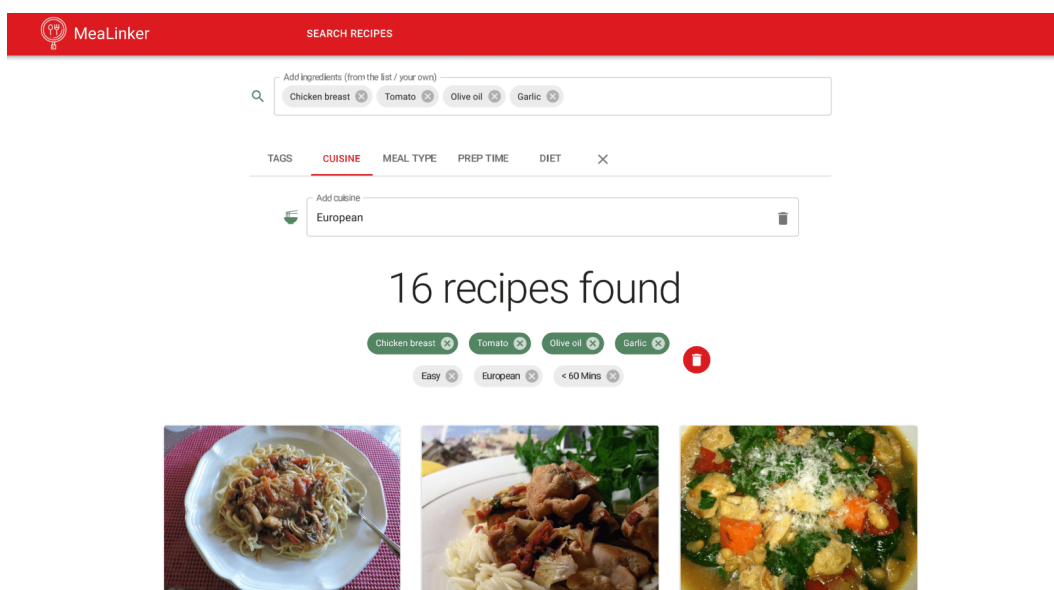 MeaLinker
SEARCH RECIPES
Add ingredients (from the list / your own)
Chicken breast Tomato Olive oil Garlic
TAGS CUISINE MEAL TYPE PREP TIME DIET
Add cuisine
European
16 recipes found
Chicken breast Tomato Olive oil Garlic
Easy European < 60 Mins